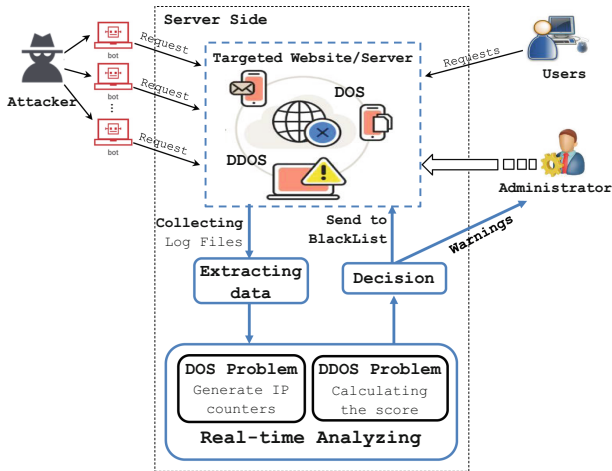 Server Side
Attacker
bot
bot
bot
Request
Request
Request
Targeted Website/Server
DOS
DDOS
Requests
Users
Administrator
Collecting
Log Files
Send to
BlackList
Warnings
Extracting
data
Decision
DOS Problem
Generate IP
counters
DDOS Problem
Calculating
the score
Real-time Analyzing